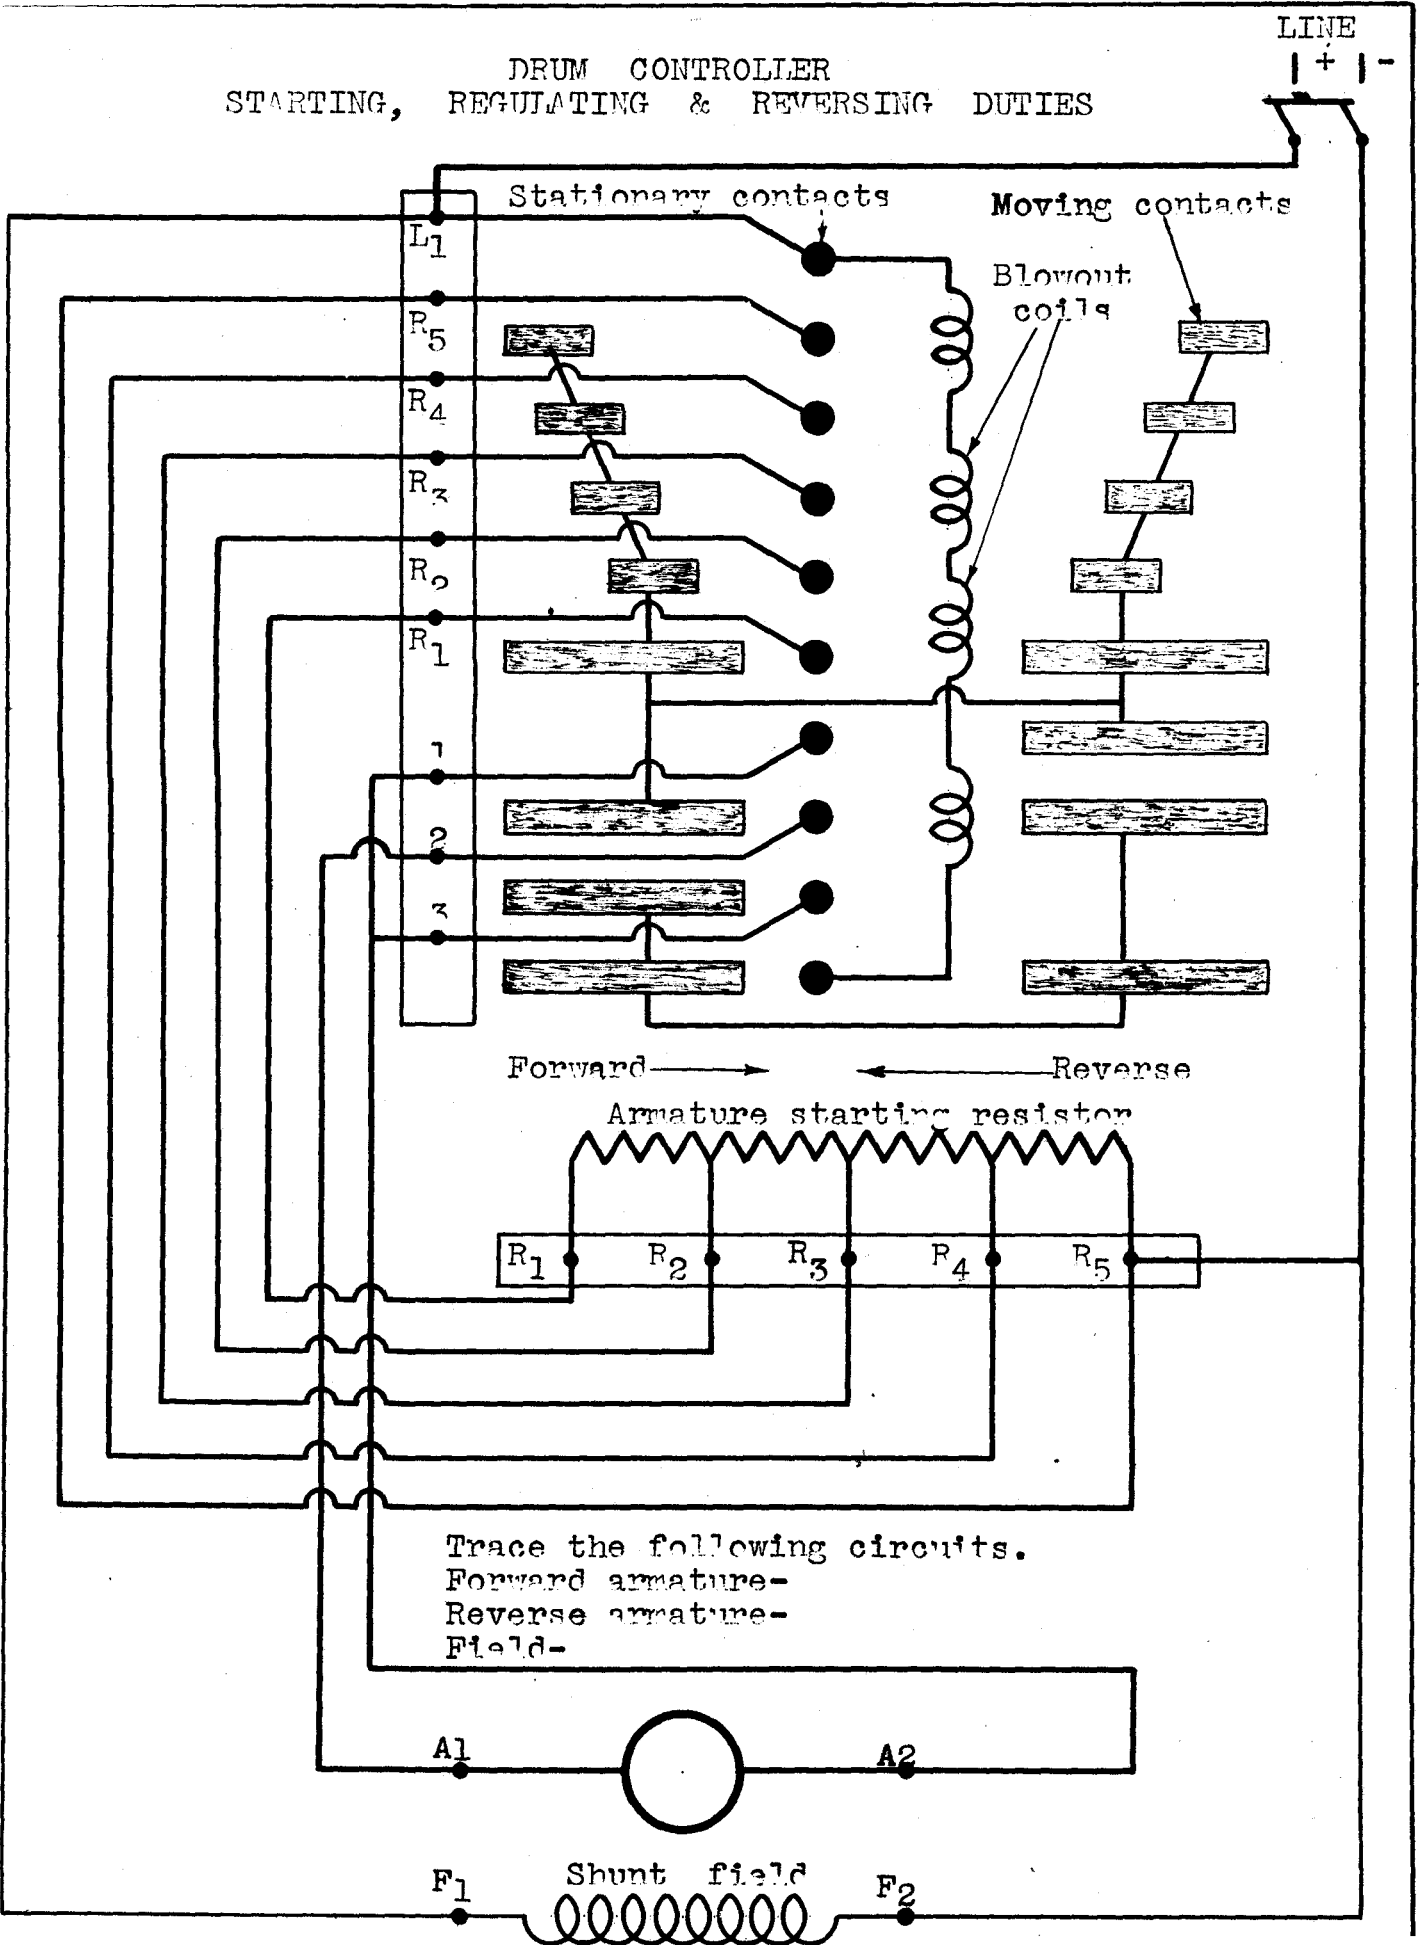 LINE
+ -
DRUM CONTROLLER
STARTING, REGULATING & REVERSING DUTIES
Stationary contacts
Moving contacts
Blowout
coils
L1
R5
R4
R3
R2
R1
1
2
3
Forward
Reverse
Armature starting resistor
R1 R2 R3 R4 R5
Trace the following circuits.
Forward armature-
Reverse armature-
Field-
A1 A2
Shunt field
F1 F2